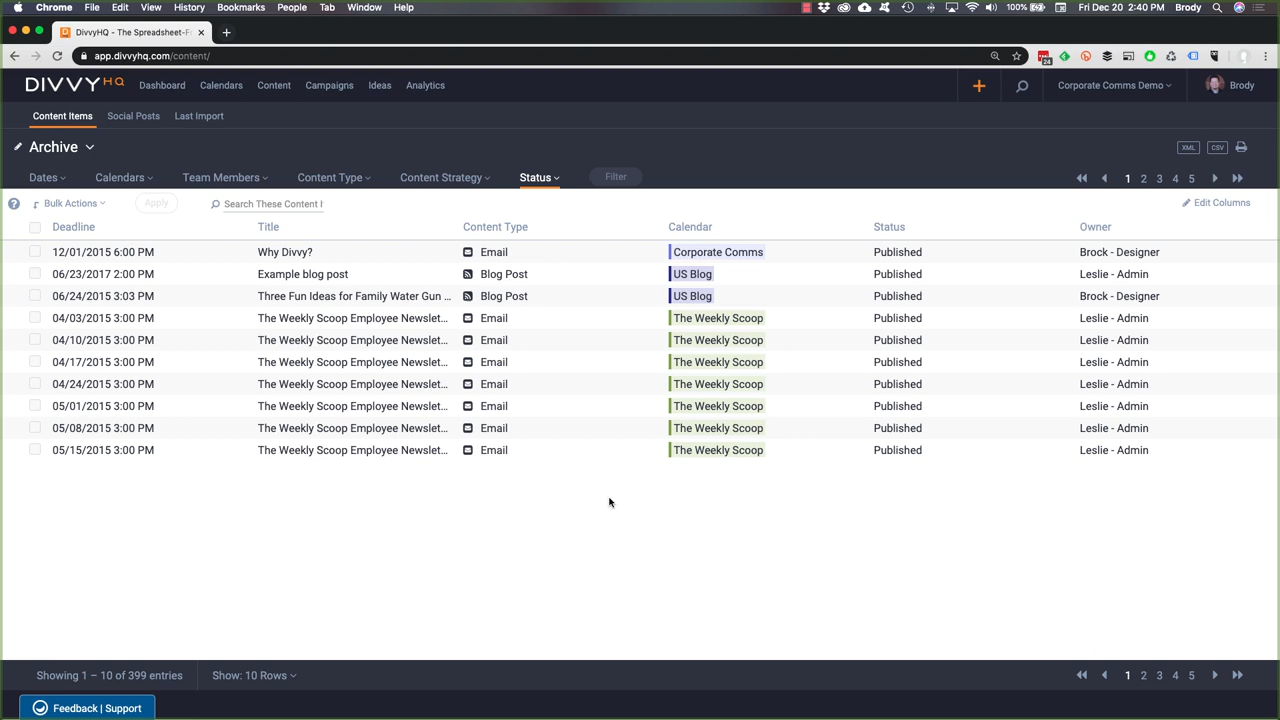 Chrome File Edit View History Bookmarks People Tab Window Help 100% Fri Dec 20 2:40 PM Brody
DivvyHQ - The Spreadsheet-Fr
app.divvyhq.com/content/ 24
DIVVYHQ Dashboard Calendars Content Campaigns Ideas Analytics + Corporate Comms Demo Brody
Content Items Social Posts Last Import
Archive XML CSV
Dates Calendars Team Members Content Type Content Strategy Status Filter 1 2 3 4 5
? Bulk Actions Apply Search These Content I Edit Columns
Deadline Title Content Type Calendar Status Owner
12/01/2015 6:00 PM Why Divvy? Email Corporate Comms Published Brock - Designer
06/23/2017 2:00 PM Example blog post Blog Post US Blog Published Leslie - Admin
06/24/2015 3:03 PM Three Fun Ideas for Family Water Gun ... Blog Post US Blog Published Brock - Designer
04/03/2015 3:00 PM The Weekly Scoop Employee Newslet... Email The Weekly Scoop Published Leslie - Admin
04/10/2015 3:00 PM The Weekly Scoop Employee Newslet... Email The Weekly Scoop Published Leslie - Admin
04/17/2015 3:00 PM The Weekly Scoop Employee Newslet... Email The Weekly Scoop Published Leslie - Admin
04/24/2015 3:00 PM The Weekly Scoop Employee Newslet... Email The Weekly Scoop Published Leslie - Admin
05/01/2015 3:00 PM The Weekly Scoop Employee Newslet... Email The Weekly Scoop Published Leslie - Admin
05/08/2015 3:00 PM The Weekly Scoop Employee Newslet... Email The Weekly Scoop Published Leslie - Admin
05/15/2015 3:00 PM The Weekly Scoop Employee Newslet... Email The Weekly Scoop Published Leslie - Admin
Showing 1 – 10 of 399 entries Show: 10 Rows 1 2 3 4 5
Feedback | Support